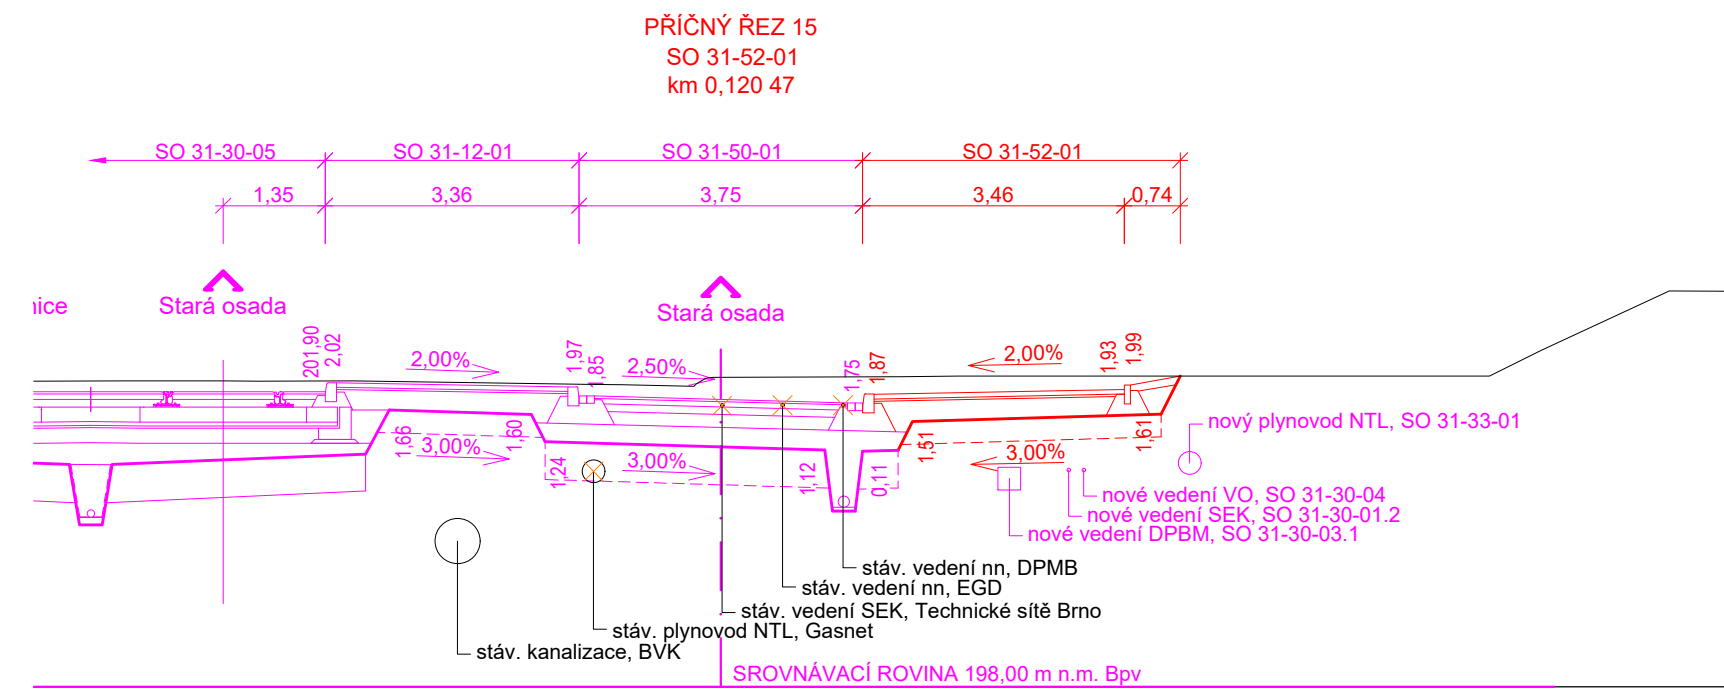 PŘÍČNÝ ŘEZ 15
SO 31-52-01
km 0,120 47
SO 31-30-05
SO 31-12-01
SO 31-50-01
SO 31-52-01
1,35
3,36
3,75
3,46
0,74
nice
Stará osada
Stará osada
201,90
2,02
2,00%
1,97
1,85
2,50%
1,75
1,87
2,00%
1,93
1,99
1,66
3,00%
1,60
1,24
3,00%
1,12
0,11
1,51
3,00%
1,61
nový plynovod NTL, SO 31-33-01
nové vedení VO, SO 31-30-04
nové vedení SEK, SO 31-30-01.2
nové vedení DPBM, SO 31-30-03.1
stáv. vedení nn, DPMB
stáv. vedení nn, EGD
stáv. vedení SEK, Technické sítě Brno
stáv. plynovod NTL, Gasnet
stáv. kanalizace, BVK
SROVNÁVACÍ ROVINA 198,00 m n.m. Bpv